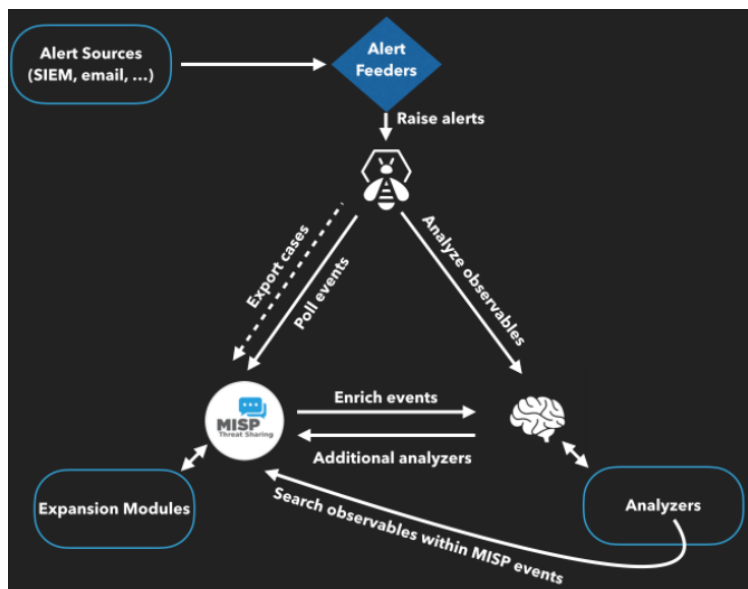 Alert Sources
(SIEM, email, ...)
Alert
Feeders
Raise alerts
Export cases
Poll events
Analyze observables
MISP
Threat Sharing
Enrich events
Additional analyzers
Expansion Modules
Analyzers
Search observables within MISP events